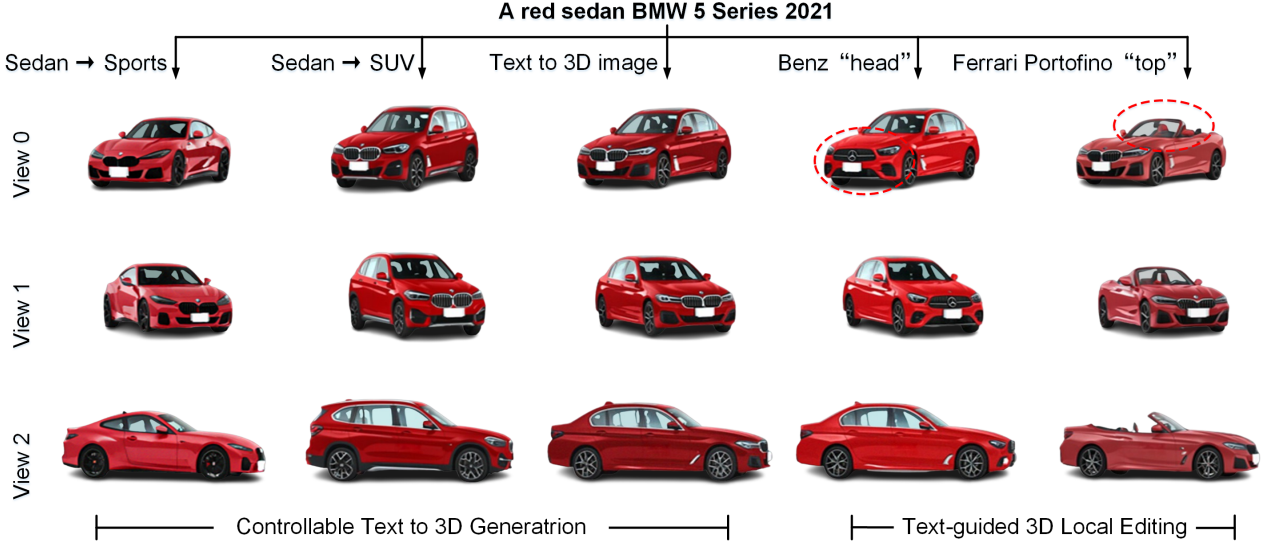 A red sedan BMW 5 Series 2021
Sedan → Sports
Sedan → SUV
Text to 3D image
Benz “head”
Ferrari Portofino “top”
View 0
View 1
View 2
Controllable Text to 3D Generatrion
Text-guided 3D Local Editing